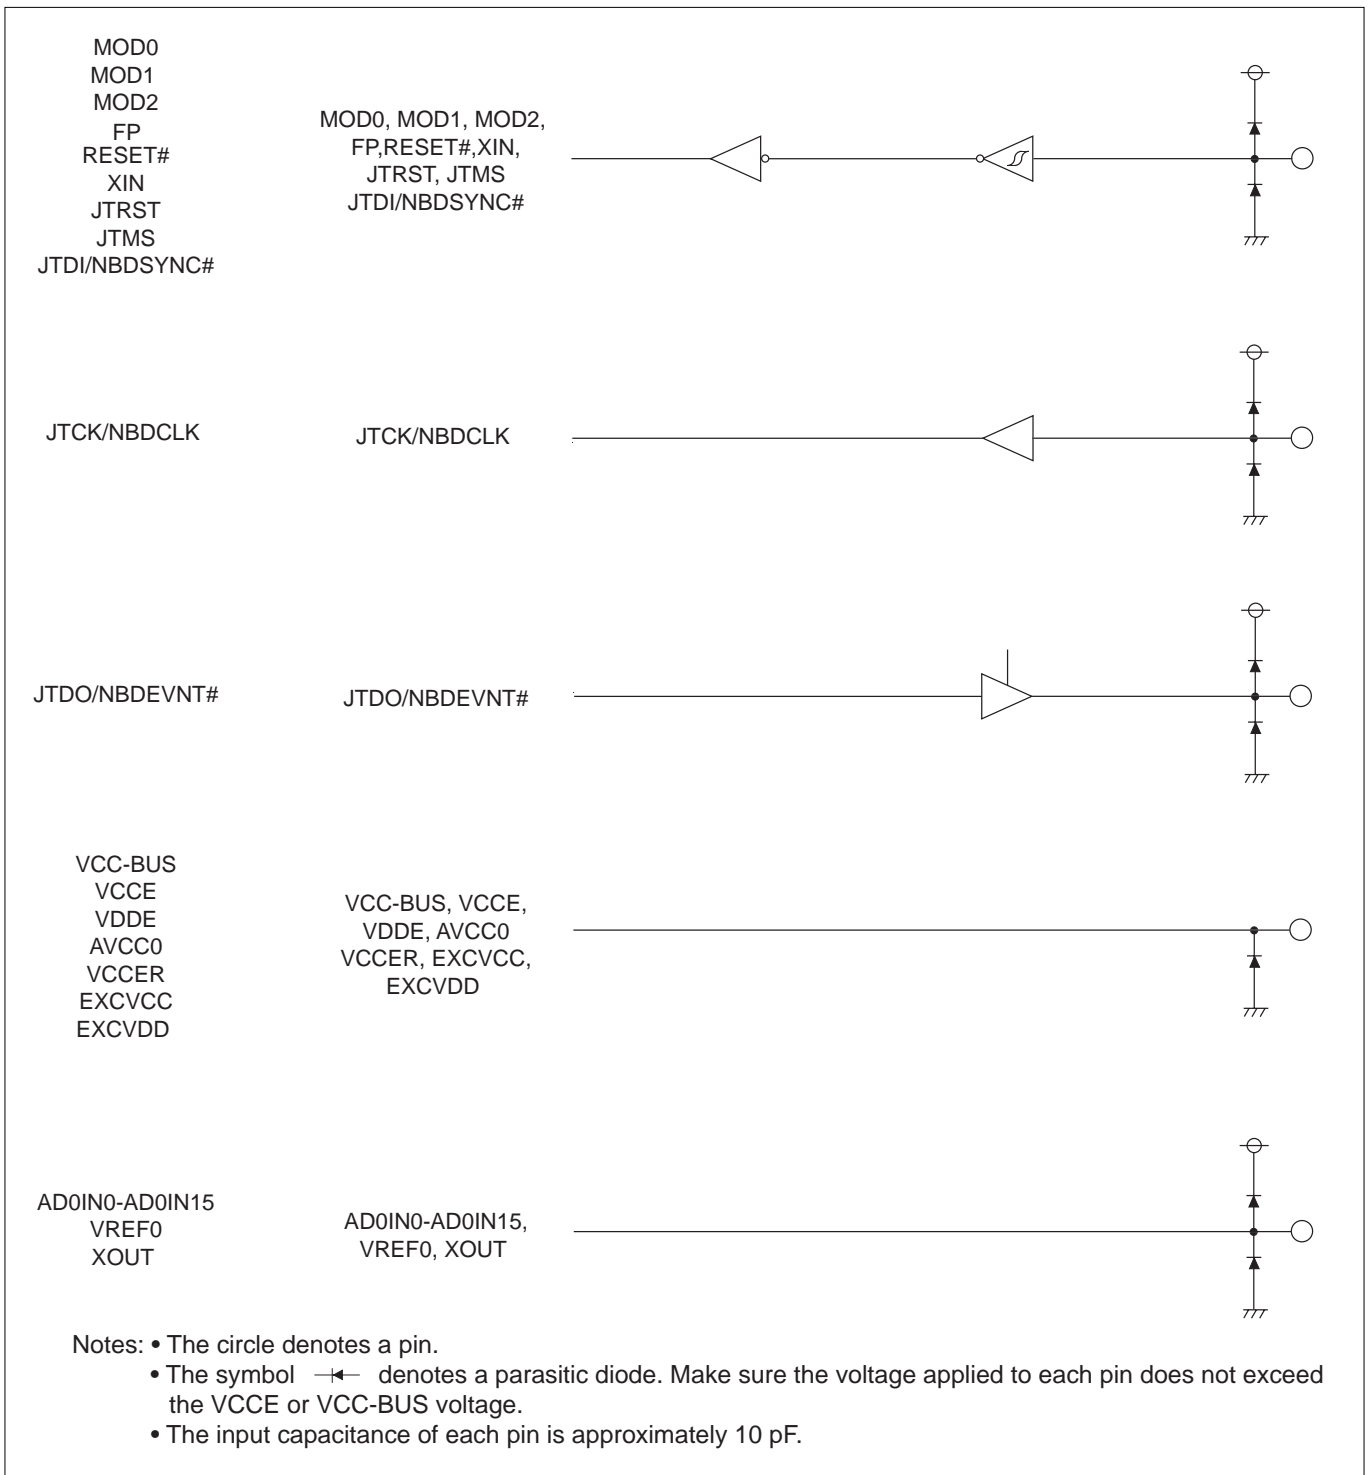 MOD0
MOD1
MOD2
FP
RESET#
XIN
JTRST
JTMS
JTDI/NBDSYNC#
MOD0, MOD1, MOD2,
FP,RESET#,XIN,
JTRST, JTMS
JTDI/NBDSYNC#
JTCK/NBDCLK
JTCK/NBDCLK
JTDO/NBDEVNT#
JTDO/NBDEVNT#
VCC-BUS
VCCE
VDDE
AVCC0
VCCER
EXCVCC
EXCVDD
VCC-BUS, VCCE,
VDDE, AVCC0
VCCER, EXCVCC,
EXCVDD
AD0IN0-AD0IN15
VREF0
XOUT
AD0IN0-AD0IN15,
VREF0, XOUT
Notes: • The circle denotes a pin.
• The symbol denotes a parasitic diode. Make sure the voltage applied to each pin does not exceed
the VCCE or VCC-BUS voltage.
• The input capacitance of each pin is approximately 10 pF.